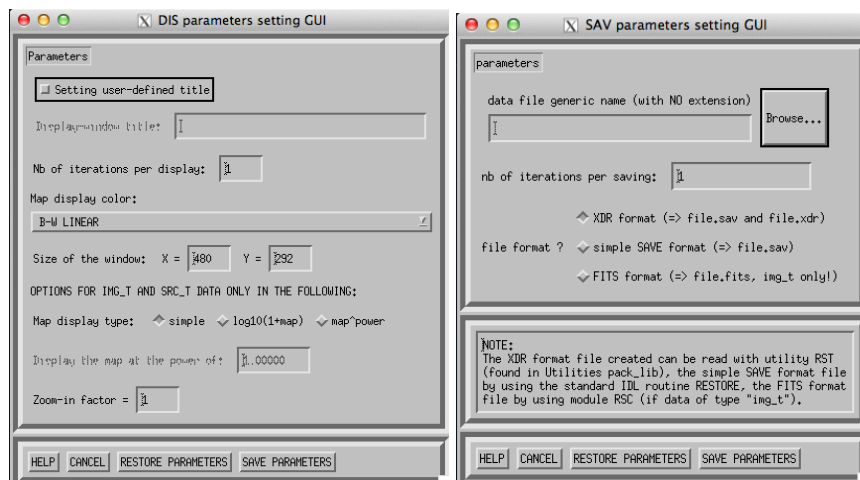 DIS parameters setting GUI
Parameters
Setting user-defined title
Display-window title:
Nb of iterations per display: 1
Map display color:
B-W LINEAR
Size of the window: X = 480 Y = 292
OPTIONS FOR IMG_T AND SRC_T DATA ONLY IN THE FOLLOWING:
Map display type: simple log10(1+map) map^power
Display the map at the power of: 1.00000
Zoom-in factor = 1
HELP CANCEL RESTORE PARAMETERS SAVE PARAMETERS
SAV parameters setting GUI
parameters
data file generic name (with NO extension)
Browse...
nb of iterations per saving: 1
XDR format (=> file.sav and file.xdr)
file format ? simple SAVE format (=> file.sav)
FITS format (=> file.fits, img_t only!)
NOTE:
The XDR format file created can be read with utility RST
(found in Utilities pack_lib), the simple SAVE format file
by using the standard IDL routine RESTORE, the FITS format
file by using module RSC (if data of type "img_t").
HELP CANCEL RESTORE PARAMETERS SAVE PARAMETERS